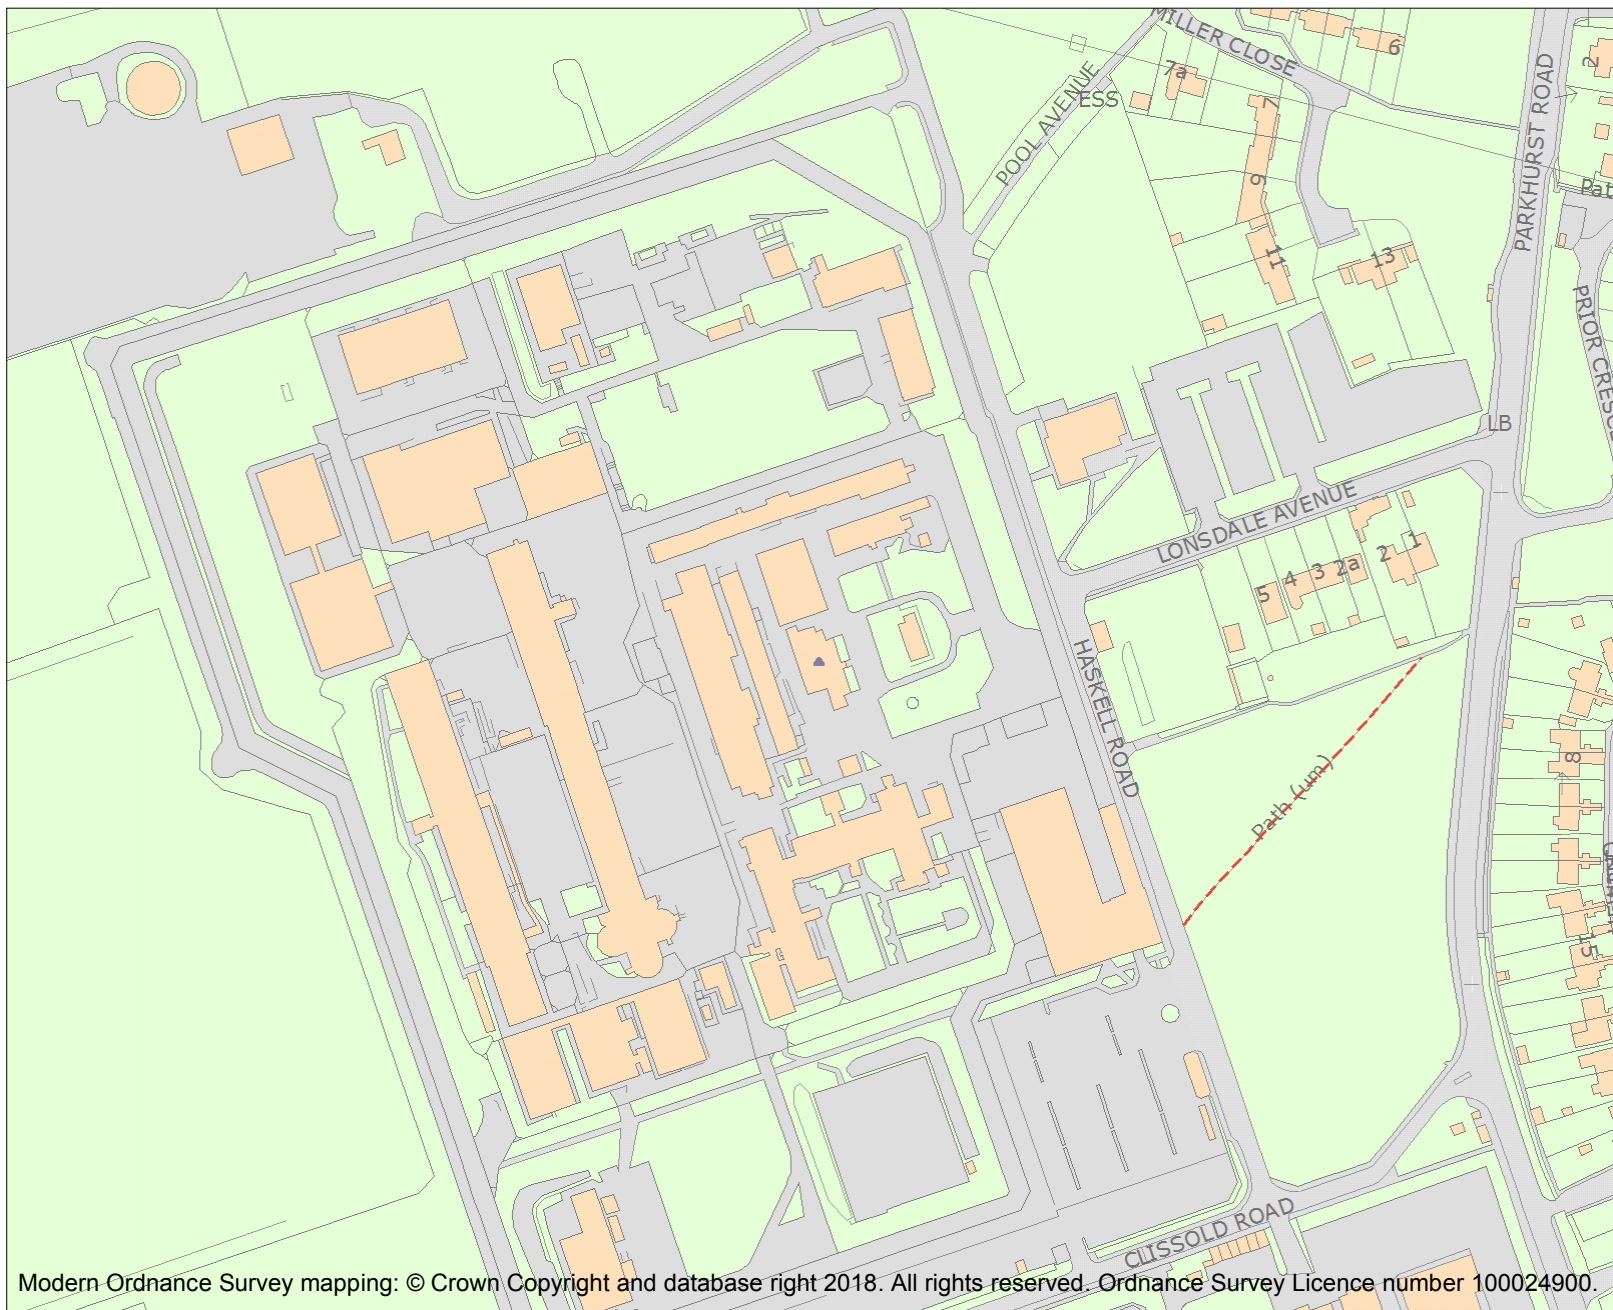 MILLER CLOSE
6
2
7a
POOL AVENUE
ESS
7
PARKHURST ROAD
9
Pat
11
13
PRIOR CRESCE
LB
LONSDALE AVENUE
5
4
3
2a
2
1
HASKELL ROAD
Path (um)
8
15
CLISSOLD ROAD
Modern Ordnance Survey mapping: © Crown Copyright and database right 2018. All rights reserved. Ordnance Survey Licence number 100024900.